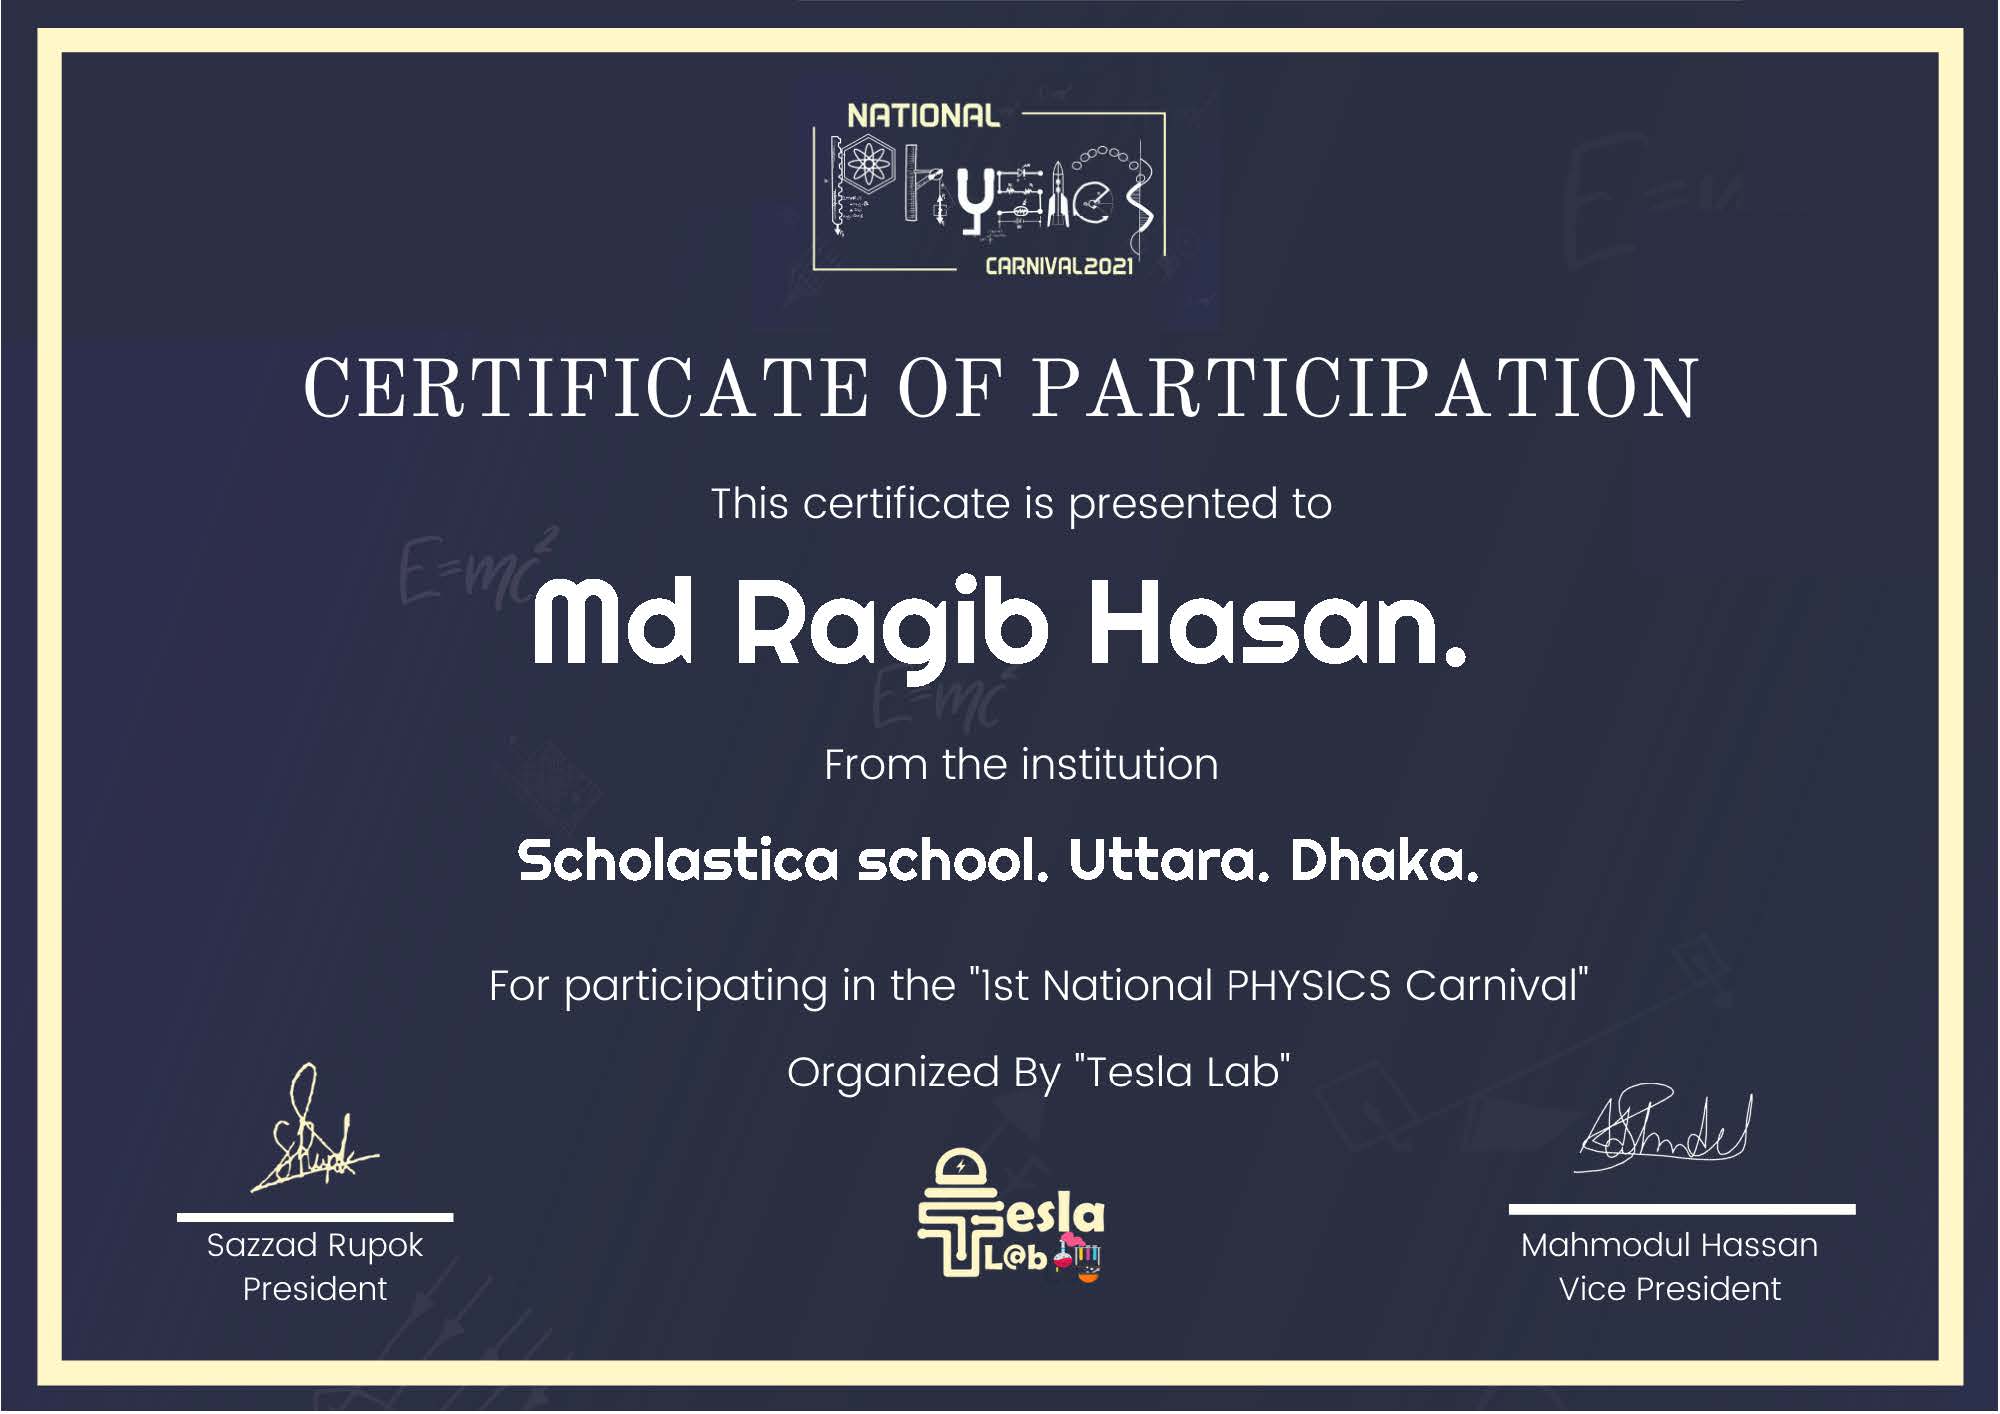 NATIONAL
Physics
CARNIVAL2021
CERTIFICATE OF PARTICIPATION
This certificate is presented to
E=mc²
Md Ragib Hasan.
E=mc²
From the institution
Scholastica school. Uttara. Dhaka.
For participating in the "1st National PHYSICS Carnival"
Organized By "Tesla Lab"
Tesla
L@b
Sazzad Rupok
President
Mahmodul Hassan
Vice President